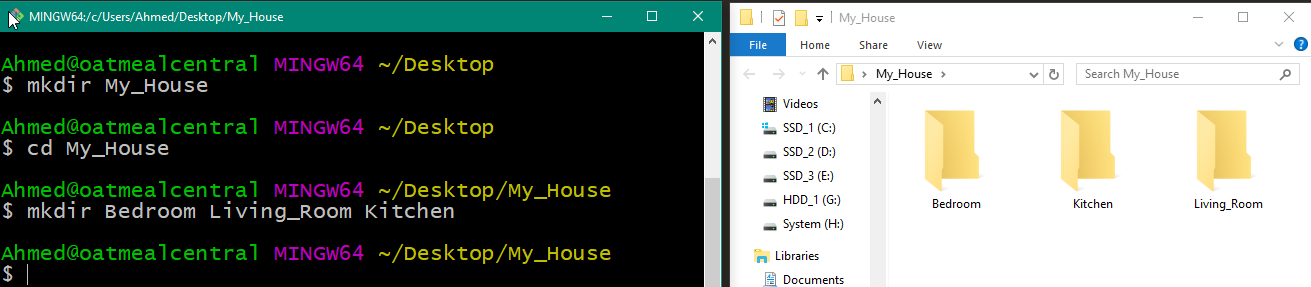 MINGW64:/c/Users/Ahmed/Desktop/My_House
Ahmed@oatmealcentral MINGW64 ~/Desktop
$ mkdir My_House
Ahmed@oatmealcentral MINGW64 ~/Desktop
$ cd My_House
Ahmed@oatmealcentral MINGW64 ~/Desktop/My_House
$ mkdir Bedroom Living_Room Kitchen
Ahmed@oatmealcentral MINGW64 ~/Desktop/My_House
$
My_House
File Home Share View
My_House
Search My_House
Videos
SSD_1 (C:)
SSD_2 (D:)
SSD_3 (E:)
HDD_1 (G:)
System (H:)
Libraries
Documents
Bedroom
Kitchen
Living_Room